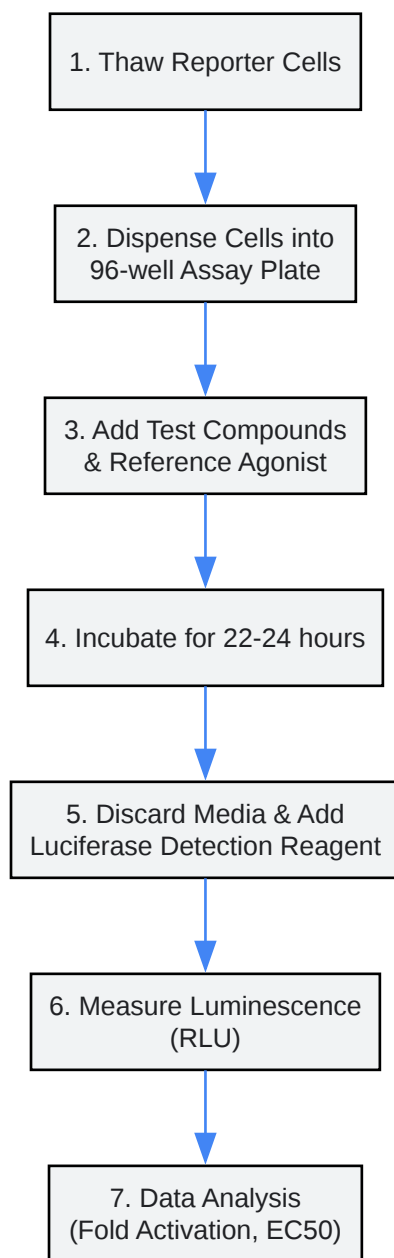 1. Thaw Reporter Cells
2. Dispense Cells into
96-well Assay Plate
3. Add Test Compounds
& Reference Agonist
4. Incubate for 22-24 hours
5. Discard Media & Add
Luciferase Detection Reagent
6. Measure Luminescence
(RLU)
7. Data Analysis
(Fold Activation, EC50)